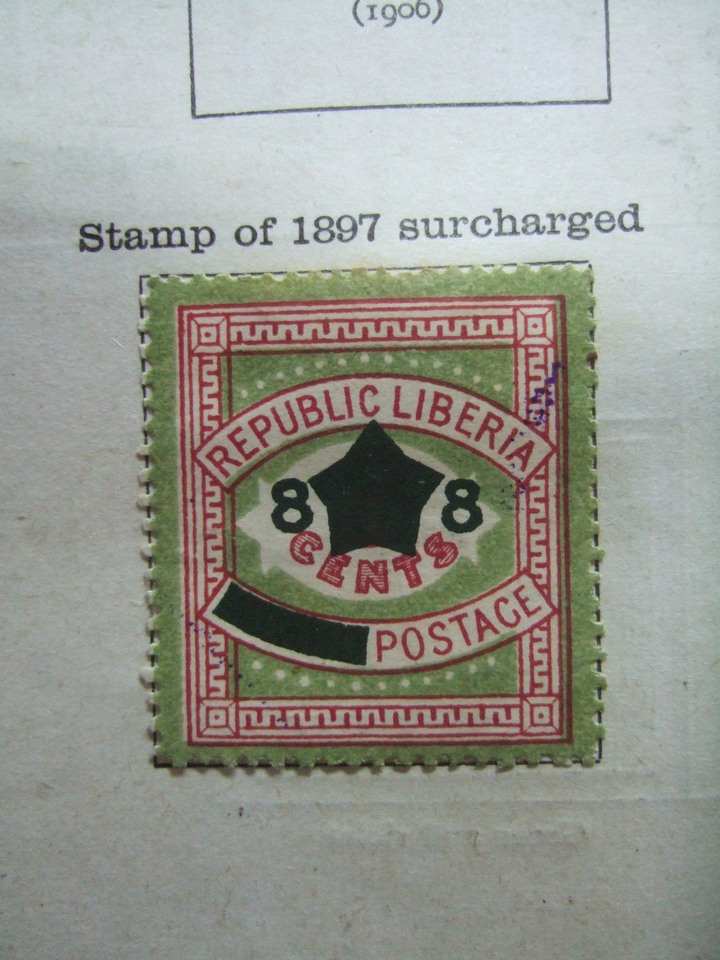 (1906)
Stamp of 1897 surcharged
REPUBLIC LIBERIA
8 8
CENTS
POSTAGE